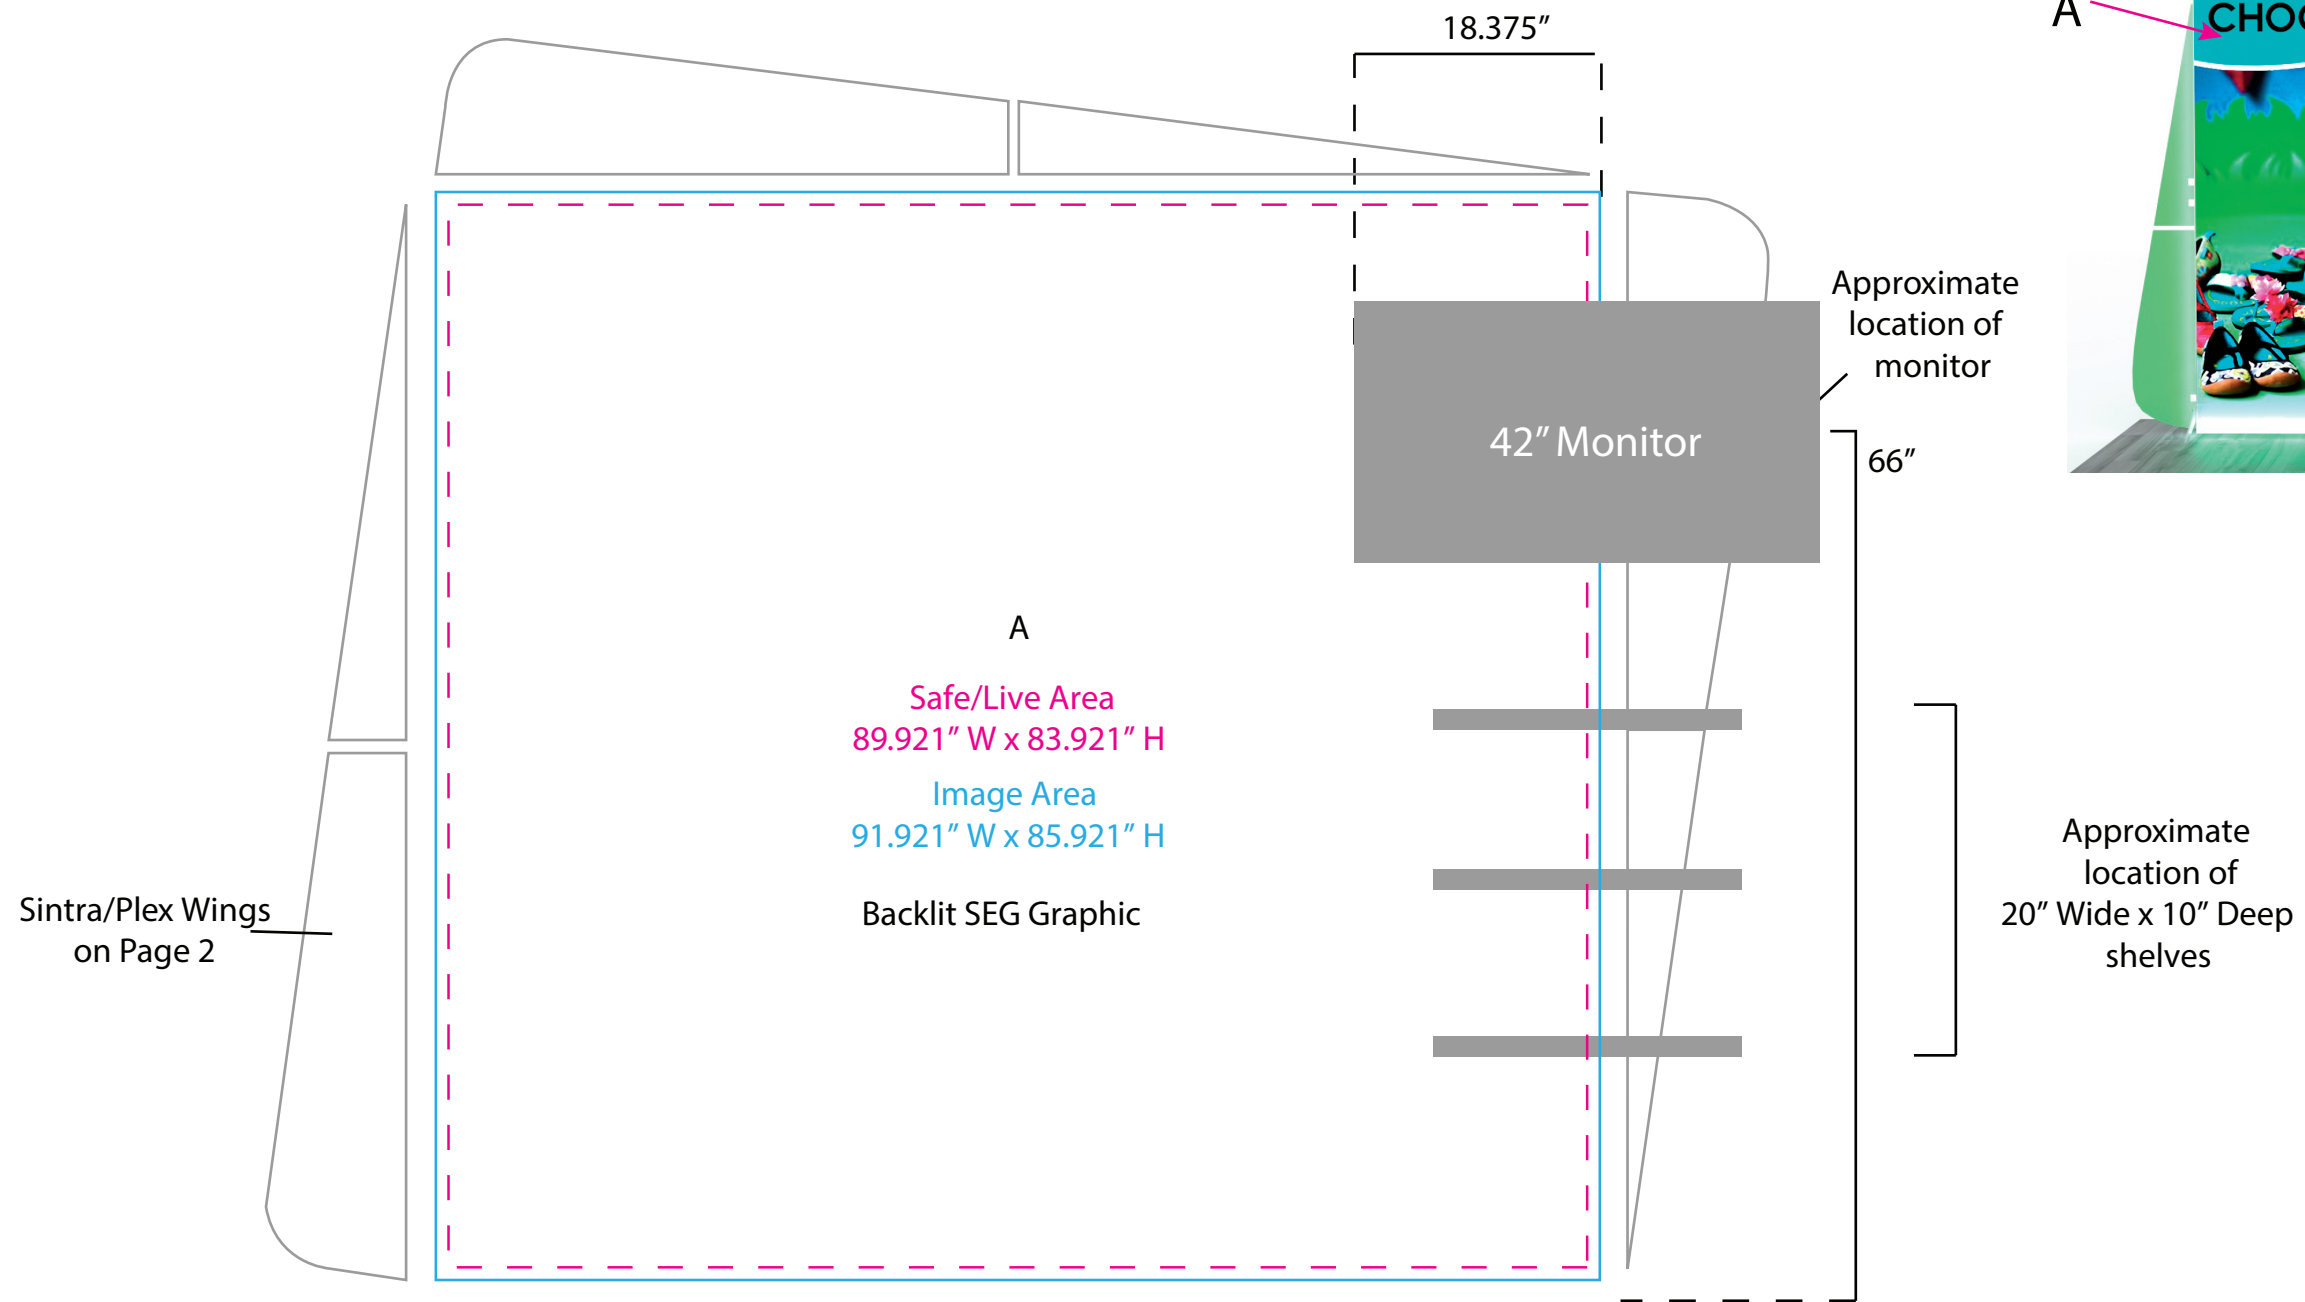 18.375”
A
CHO
Approximate
location of
monitor
42” Monitor
66”
A
Safe/Live Area
89.921” W x 83.921” H
Image Area
91.921” W x 85.921” H
Backlit SEG Graphic
Sintra/Plex Wings
on Page 2
Approximate
location of
20” Wide x 10” Deep
shelves